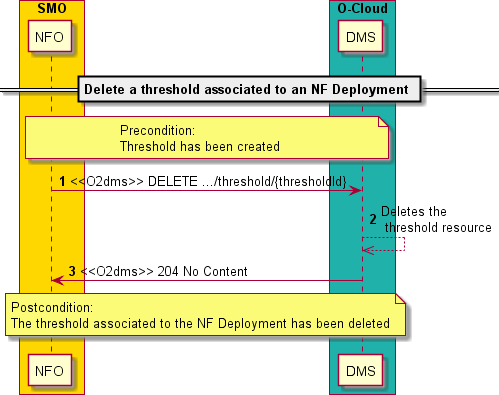 SMO
O-Cloud
NFO
DMS
Delete a threshold associated to an NF Deployment
Precondition:
Threshold has been created
1 <<O2dms>> DELETE .../threshold/{thresholdId}
2 Deletes the
threshold resource
3 <<O2dms>> 204 No Content
Postcondition:
The threshold associated to the NF Deployment has been deleted
NFO
DMS